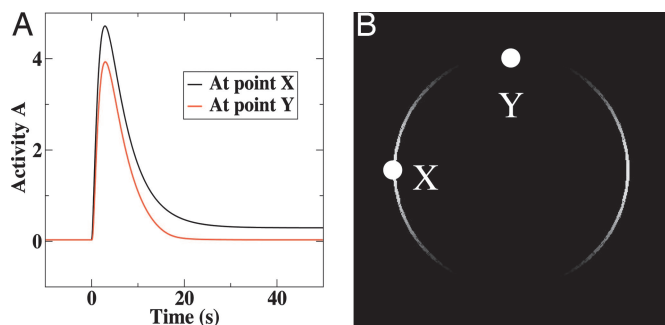 A
B
Activity A
4
2
0
0
20
40
Time (s)
At point X
At point Y
Y
X